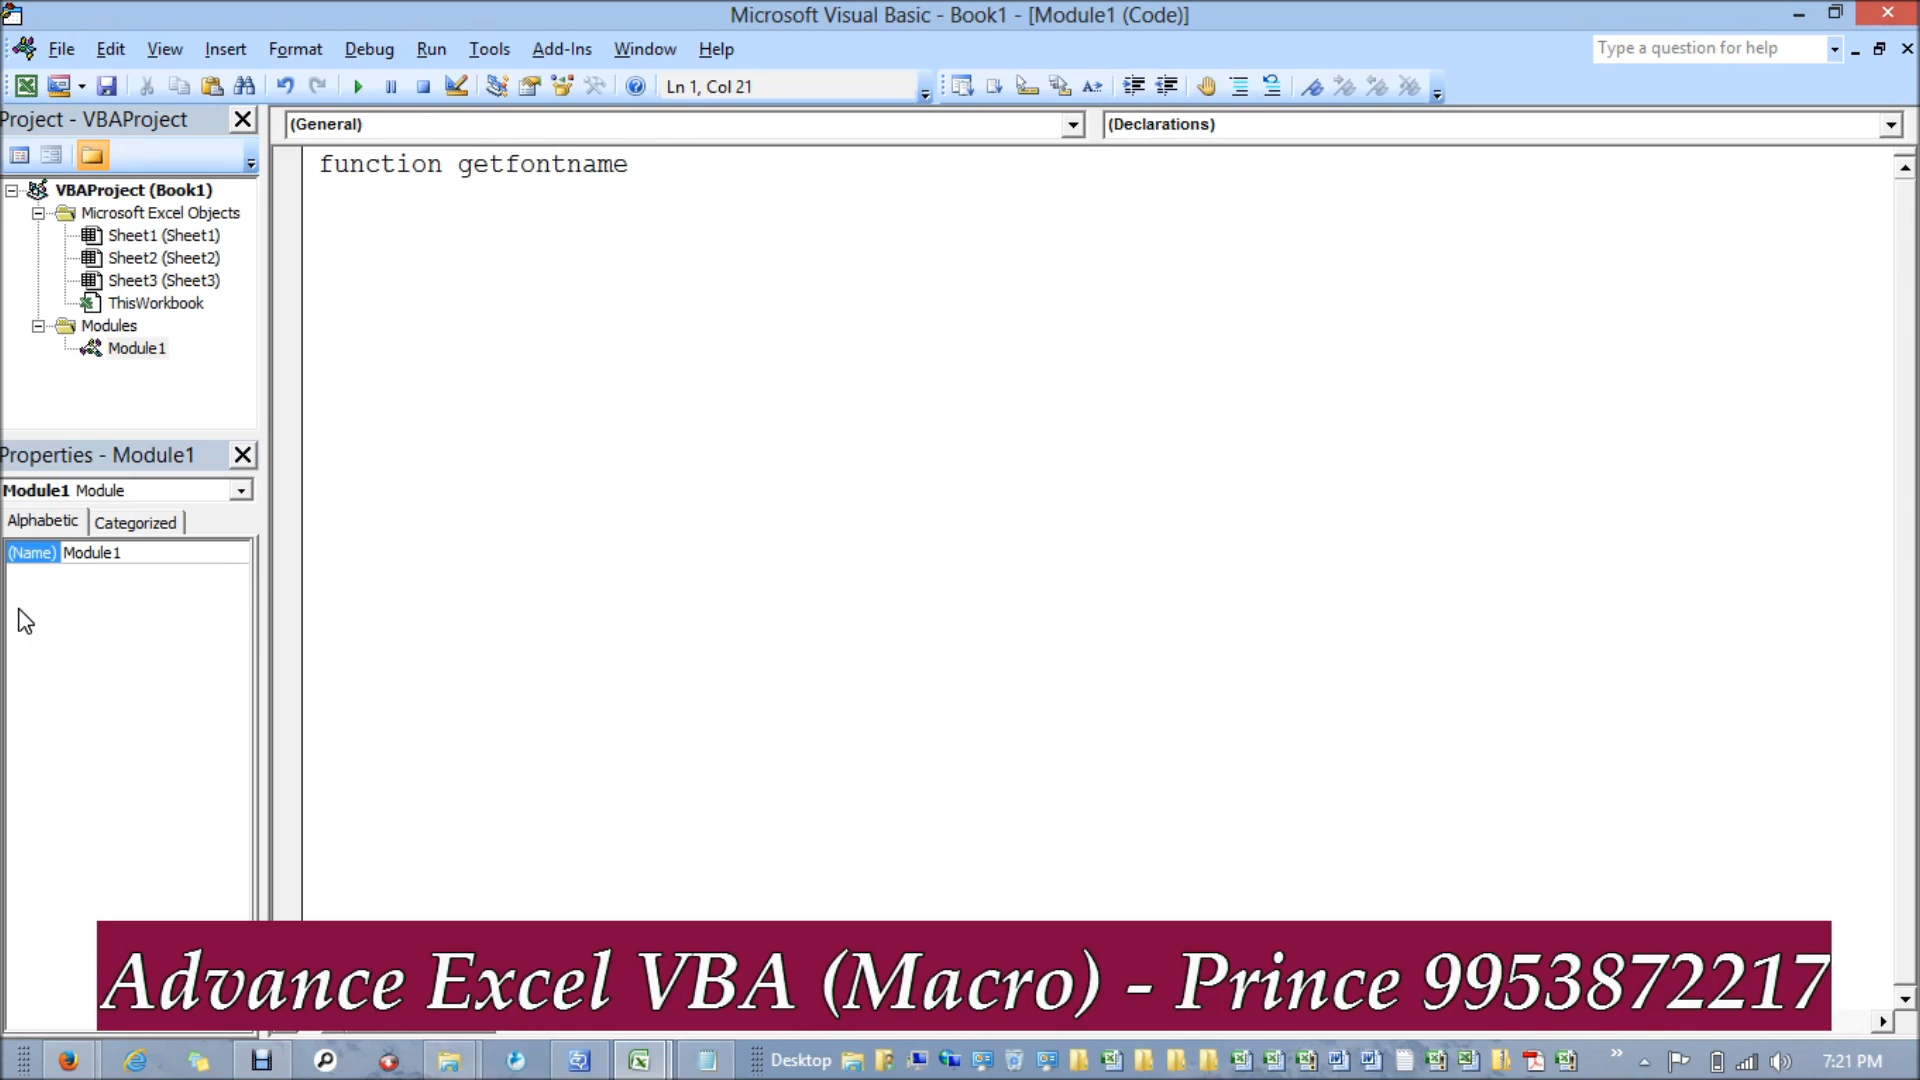 Microsoft Visual Basic - Book1 - [Module1 (Code)]
File Edit View Insert Format Debug Run Tools Add-Ins Window Help
Type a question for help
Ln 1, Col 21
Project - VBAProject
(General)
(Declarations)
function getfontname
VBAProject (Book1)
Microsoft Excel Objects
Sheet1 (Sheet1)
Sheet2 (Sheet2)
Sheet3 (Sheet3)
ThisWorkbook
Modules
Module1
Properties - Module1
Module1 Module
Alphabetic Categorized
(Name) Module1
Advance Excel VBA (Macro) - Prince 9953872217
Desktop
7:21 PM